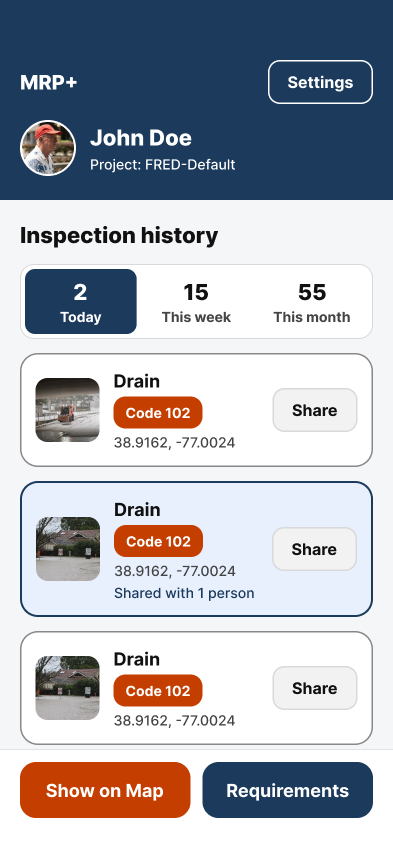 MRP+
Settings
John Doe
Project: FRED-Default
Inspection history
2
Today
15
This week
55
This month
Drain
Code 102
38.9162, -77.0024
Share
Drain
Code 102
38.9162, -77.0024
Shared with 1 person
Share
Drain
Code 102
38.9162, -77.0024
Share
Show on Map
Requirements